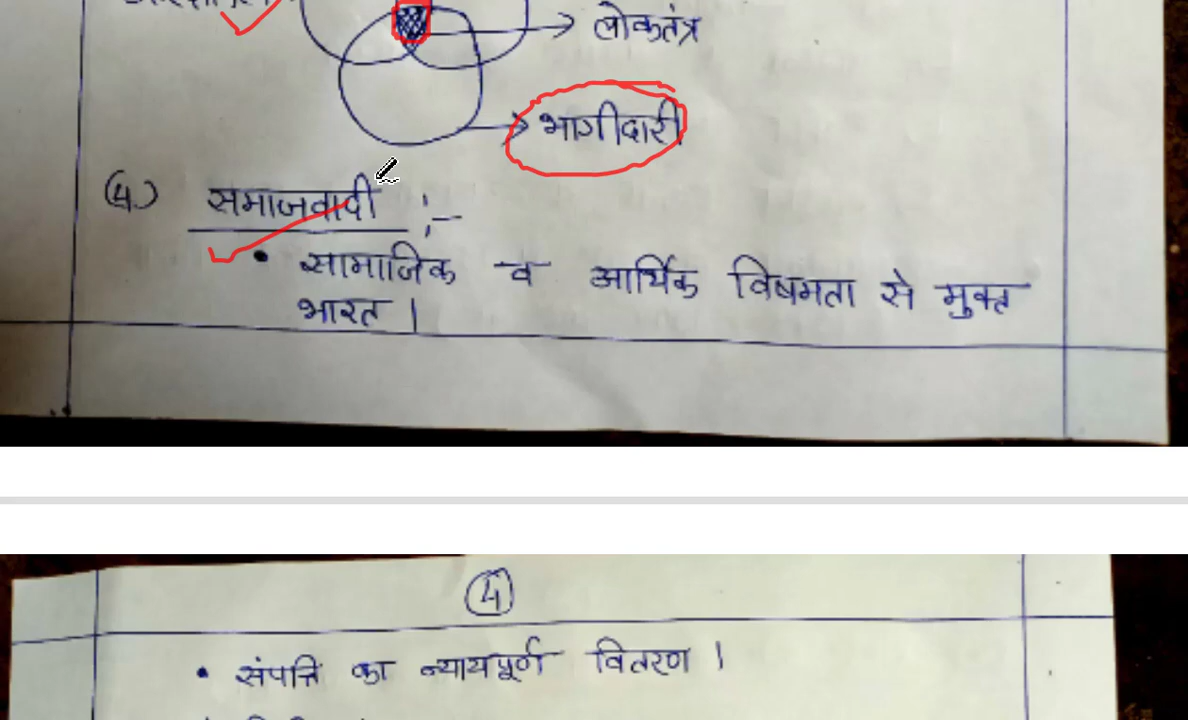 लोकतंत्र
भागीदारी
(4) समाजवादी :-
• सामाजिक व आर्थिक विषमता से मुक्त
भारत ।
4
• संपत्ति का न्यायपूर्ण वितरण ।